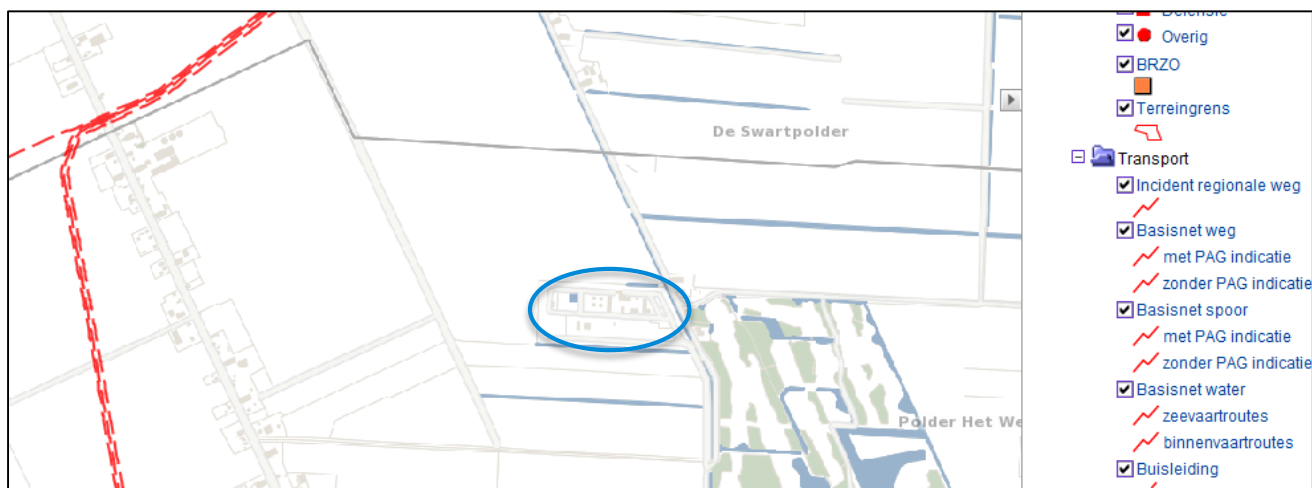 De Swartpolder
Polder Het We
Defensie
Overig
BRZO
Terreingrens
Transport
Incident regionale weg
Basisnet weg
met PAG indicatie
zonder PAG indicatie
Basisnet spoor
met PAG indicatie
zonder PAG indicatie
Basisnet water
zeevaartroutes
binnenvaartroutes
Buisleiding